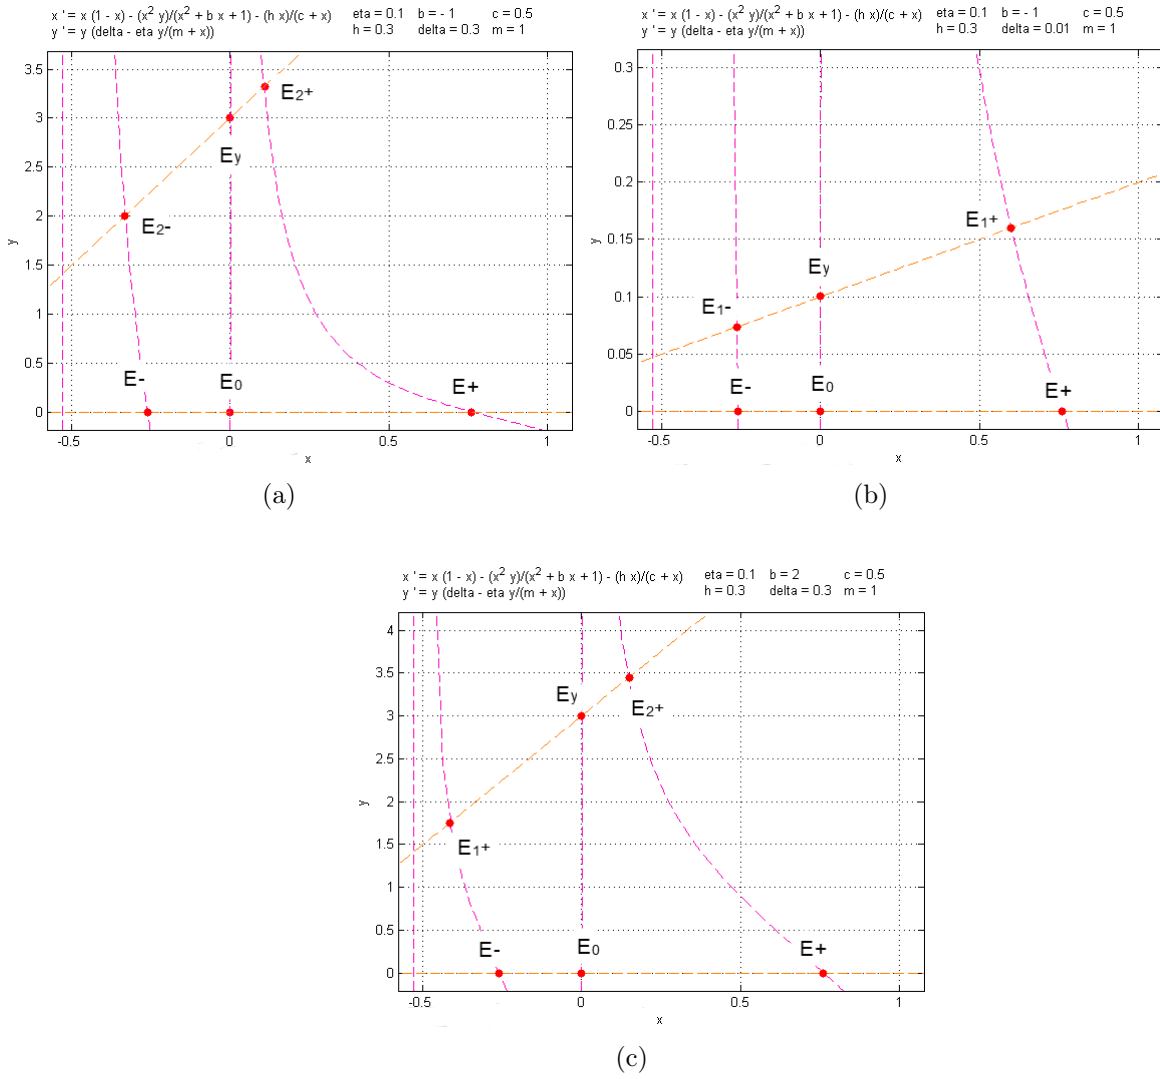 x ' = x (1 - x) - (x² y)/(x² + b x + 1) - (h x)/(c + x) eta = 0.1 b = - 1 c = 0.5
y ' = y (delta - eta y/(m + x)) h = 0.3 delta = 0.3 m = 1
3.5
3
2.5
2
1.5
1
0.5
0
y
E2+
Ey
E2-
E-
E0
E+
-0.5 0 0.5 1
x
(a)
x ' = x (1 - x) - (x² y)/(x² + b x + 1) - (h x)/(c + x) eta = 0.1 b = - 1 c = 0.5
y ' = y (delta - eta y/(m + x)) h = 0.3 delta = 0.01 m = 1
0.3
0.25
0.2
0.15
0.1
0.05
0
y
E1+
Ey
E1-
E-
E0
E+
-0.5 0 0.5 1
x
(b)
x ' = x (1 - x) - (x² y)/(x² + b x + 1) - (h x)/(c + x) eta = 0.1 b = 2 c = 0.5
y ' = y (delta - eta y/(m + x)) h = 0.3 delta = 0.3 m = 1
4
3.5
3
2.5
2
1.5
1
0.5
0
y
Ey
E2+
E1+
E-
E0
E+
-0.5 0 0.5 1
x
(c)